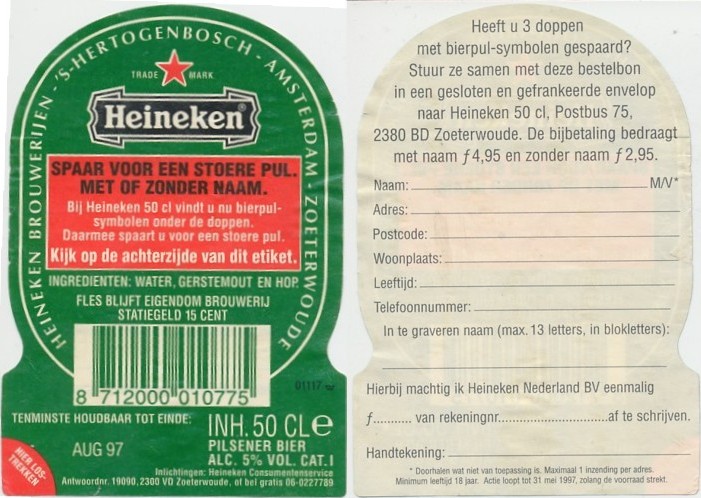 HEINEKEN BROUWERIJEN - 'S-HERTOGENBOSCH - AMSTERDAM - ZOETERWOUDE
TRADE MARK
Heineken®
SPAAR VOOR EEN STOERE PUL.
MET OF ZONDER NAAM.
Bij Heineken 50 cl vindt u nu bierpul-
symbolen onder de doppen.
Daarmee spaart u voor een stoere pul.
Kijk op de achterzijde van dit etiket.
INGREDIENTEN: WATER, GERSTEMOUT EN HOP.
FLES BLIJFT EIGENDOM BROUWERIJ
STATIEGELD 15 CENT
8 712000 010775
01117
TENMINSTE HOUDBAAR TOT EINDE:
AUG 97
INH. 50 CL e
PILSENER BIER
ALC. 5% VOL. CAT. I
HIER LOS-
TREKKEN
Inlichtingen: Heineken Consumentenservice
Antwoordnr. 19090, 2300 VD Zoeterwoude, of bel gratis 06-0227789
Heeft u 3 doppen
met bierpul-symbolen gespaard?
Stuur ze samen met deze bestelbon
in een gesloten en gefrankeerde envelop
naar Heineken 50 cl, Postbus 75,
2380 BD Zoeterwoude. De bijbetaling bedraagt
met naam ƒ4,95 en zonder naam ƒ2,95.
Naam: M/V*
Adres:
Postcode:
Woonplaats:
Leeftijd:
Telefoonnummer:
In te graveren naam (max. 13 letters, in blokletters):
Hierbij machtig ik Heineken Nederland BV eenmalig
ƒ........... van rekeningnr.............................af te schrijven.
Handtekening:
* Doorhalen wat niet van toepassing is. Maximaal 1 inzending per adres.
Minimum leeftijd 18 jaar. Actie loopt tot 31 mei 1997, zolang de voorraad strekt.